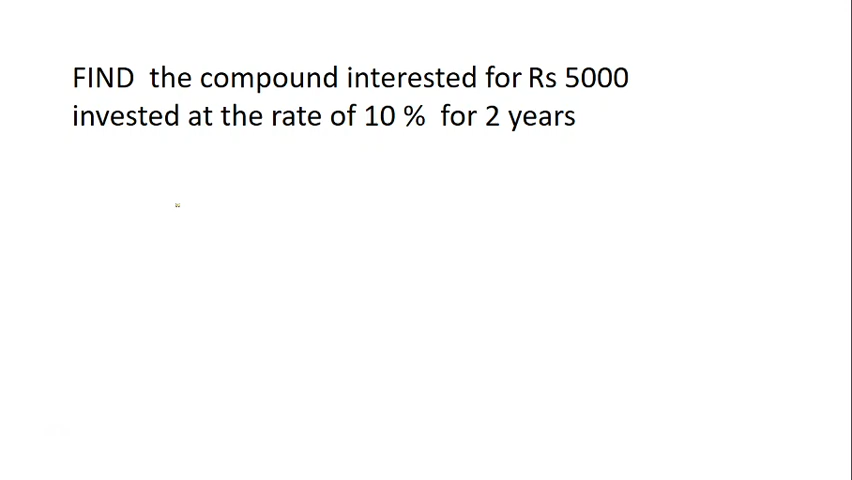 FIND  the compound interested for Rs 5000
invested at the rate of 10 %  for 2 years